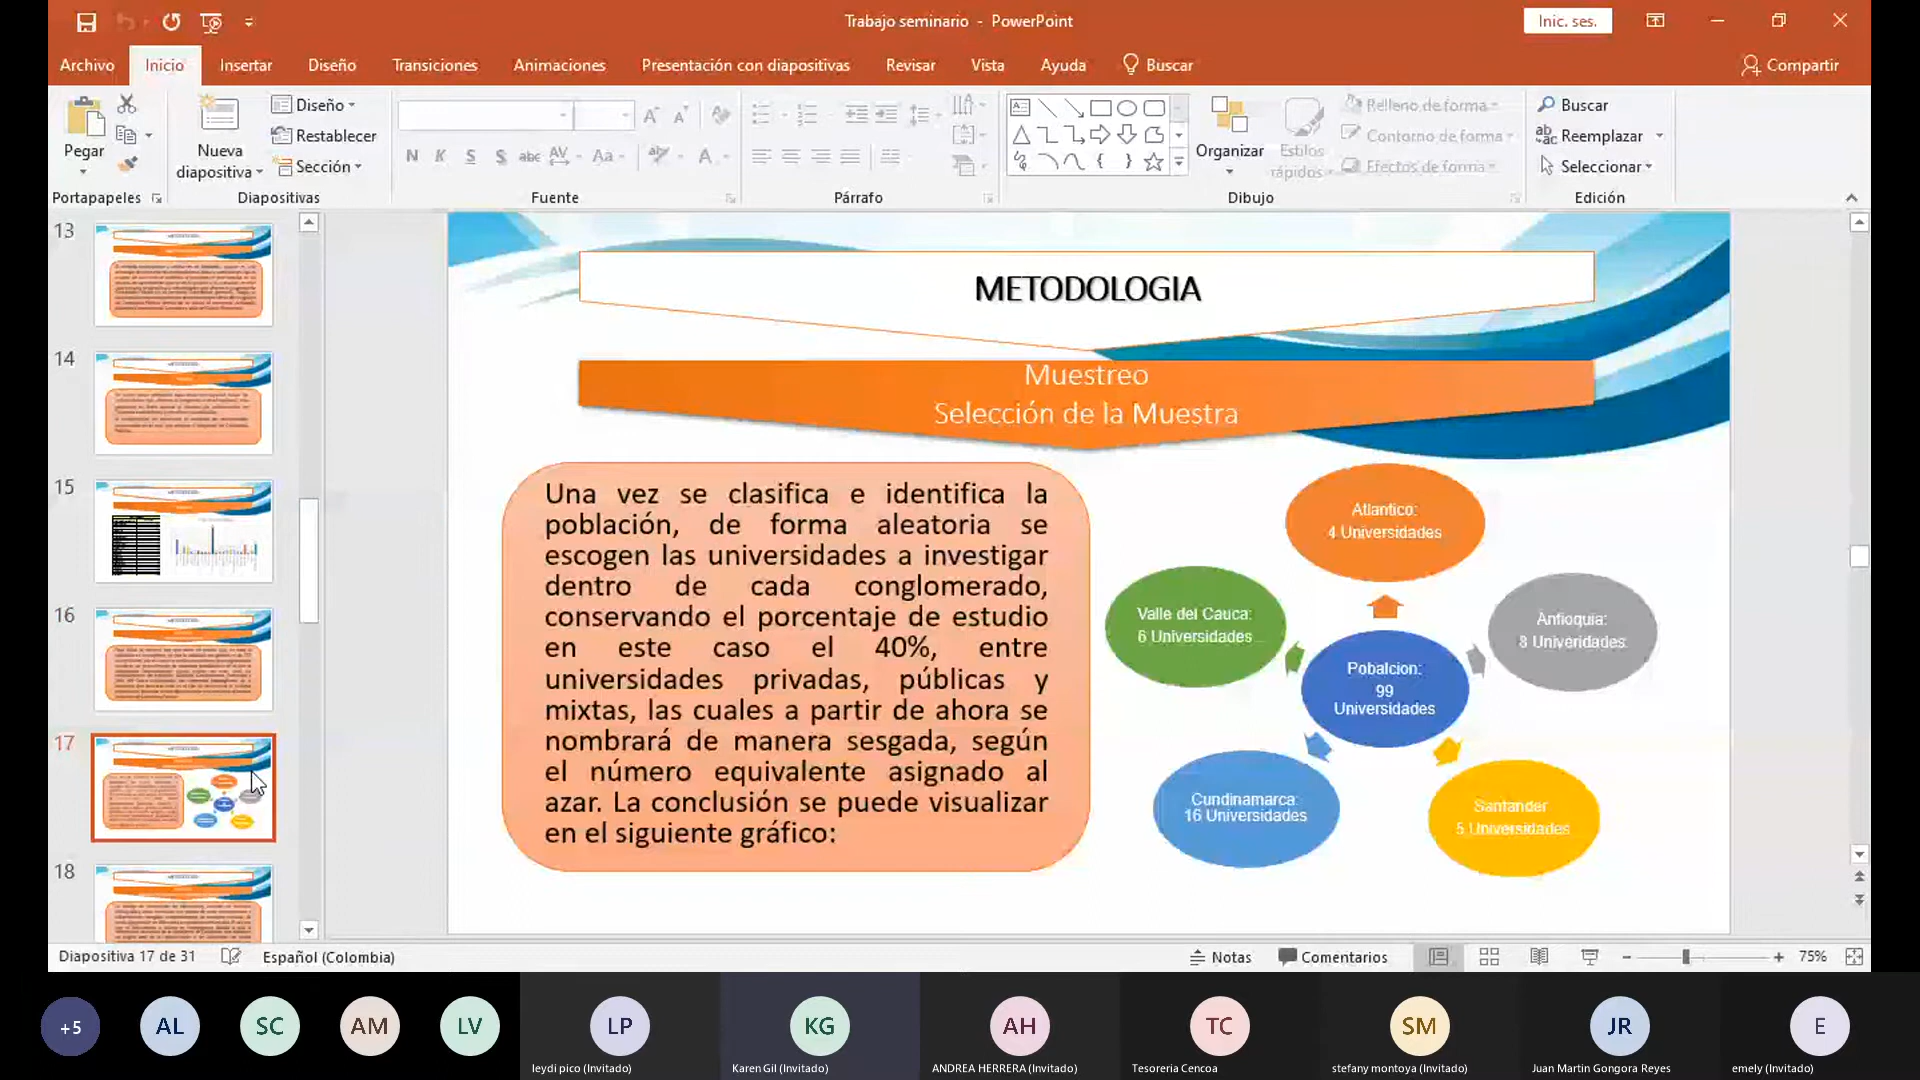 Trabajo seminario - PowerPoint
Inic. ses.
Archivo Inicio Insertar Diseño Transiciones Animaciones Presentación con diapositivas Revisar Vista Ayuda Buscar Compartir
Pegar
Portapapeles
Nueva
diapositiva
Diseño
Restablecer
Sección
Diapositivas
N K S S abc AV Aa A
Fuente
Párrafo
Organizar
Estilos
rápidos
Relleno de forma
Contorno de forma
Efectos de forma
Dibujo
Buscar
Reemplazar
Seleccionar
Edición
13
14
15
16
17
18
METODOLOGIA
Muestreo
Selección de la Muestra
Una vez se clasifica e identifica la
población, de forma aleatoria se
escogen las universidades a investigar
dentro de cada conglomerado,
conservando el porcentaje de estudio
en este caso el 40%, entre
universidades privadas, públicas y
mixtas, las cuales a partir de ahora se
nombrará de manera sesgada, según
el número equivalente asignado al
azar. La conclusión se puede visualizar
en el siguiente gráfico:
Atlantico:
4 Universidades
Valle del Cauca:
6 Universidades
Antioquia:
8 Univeridades
Pobalcion:
99
Universidades
Cundinamarca:
16 Universidades
Santander
5 Universidades
Diapositiva 17 de 31 Español (Colombia) Notas Comentarios 75%
+5 AL SC AM LV LP KG AH TC SM JR E
leydi pico (Invitado) Karen Gil (Invitado) ANDREA HERRERA (Invitado) Tesoreria Cencoa stefany montoya (Invitado) Juan Martin Gongora Reyes emely (Invitado)